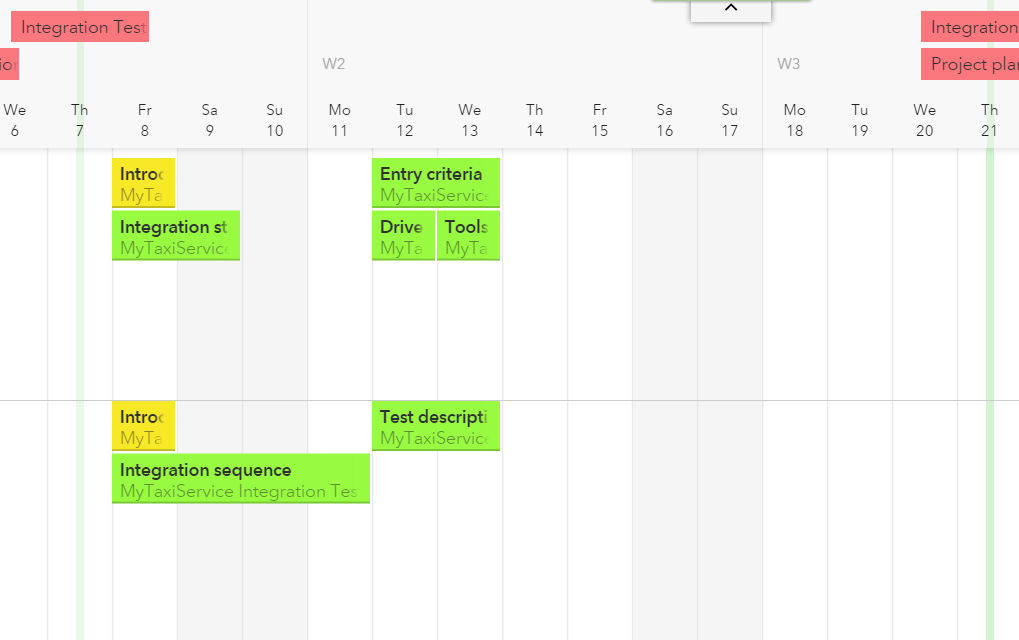 Integration Test
Integration
Project plan
W2
W3
We Th Fr Sa Su Mo Tu We Th Fr Sa Su Mo Tu We Th
6 7 8 9 10 11 12 13 14 15 16 17 18 19 20 21
Introc Entry criteria
MyTa MyTaxiService
Integration st Drive Tools
MyTaxiService MyTa MyTa
Introc Test descripti
MyTa MyTaxiService
Integration sequence
MyTaxiService Integration Tes